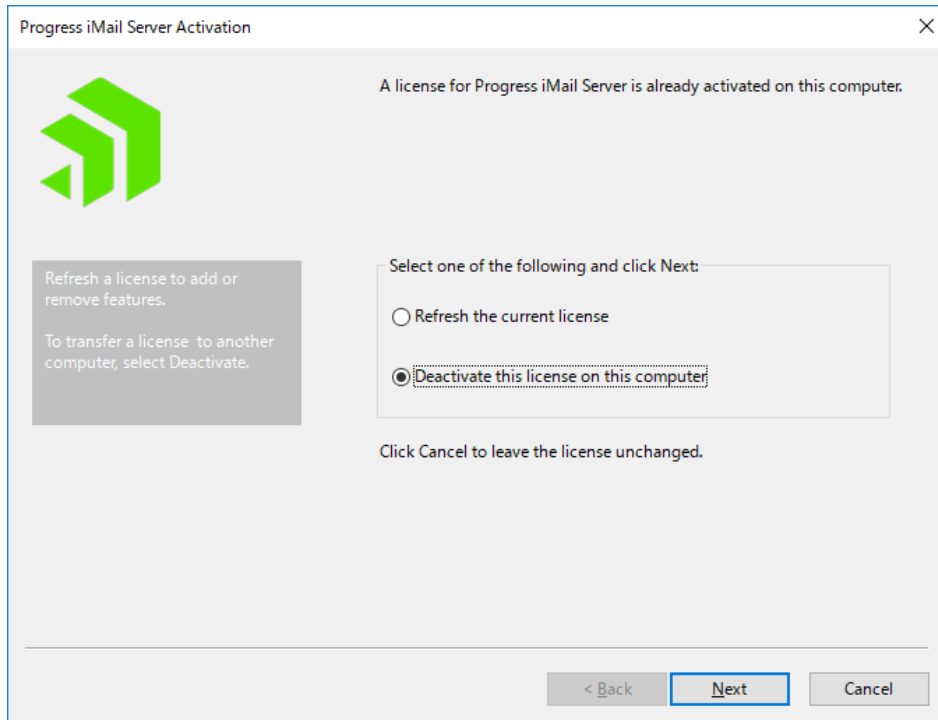 Progress iMail Server Activation
A license for Progress iMail Server is already activated on this computer.
Refresh a license to add or
remove features.
To transfer a license  to another
computer, select Deactivate.
Select one of the following and click Next:
Refresh the current license
Deactivate this license on this computer
Click Cancel to leave the license unchanged.
< Back
Next
Cancel